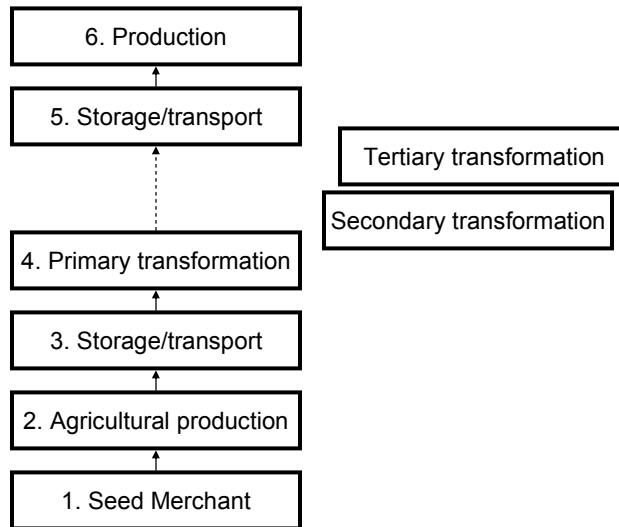 6. Production
5. Storage/transport
Tertiary transformation
Secondary transformation
4. Primary transformation
3. Storage/transport
2. Agricultural production
1. Seed Merchant